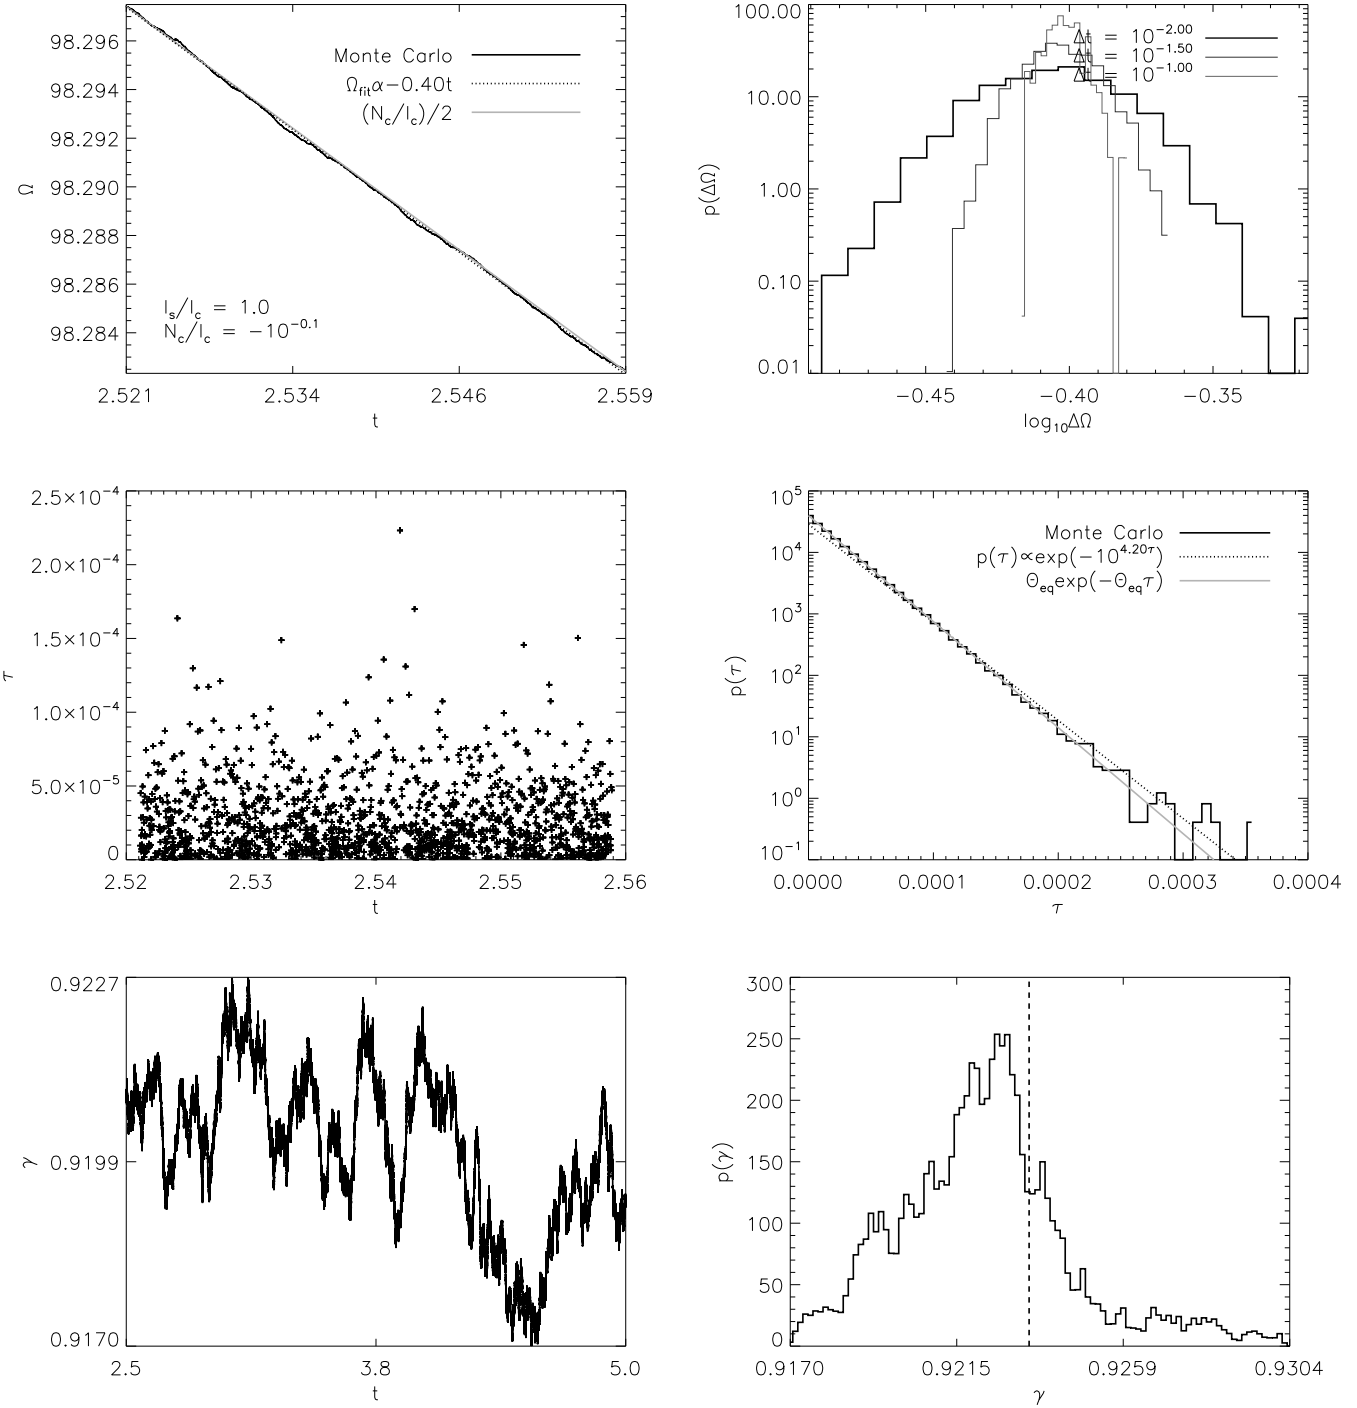 98.296
98.294
98.292
98.290
98.288
98.286
98.284
Ω
Monte Carlo
Ω_fit α−0.40t
(N_c/I_c)/2
I_s/I_c = 1.0
N_c/I_c = −10^−0.1
2.521 2.534 2.546 2.559
t
100.00
10.00
1.00
0.10
0.01
p(ΔΩ)
Δt = 10^−2.00
Δt = 10^−1.50
Δt = 10^−1.00
−0.45 −0.40 −0.35
log_10ΔΩ
2.5×10^−4
2.0×10^−4
1.5×10^−4
1.0×10^−4
5.0×10^−5
0
τ
2.52 2.53 2.54 2.55 2.56
t
10^5
10^4
10^3
10^2
10^1
10^0
10^−1
p(τ)
Monte Carlo
p(τ)∝exp(−10^4.20τ)
Θ_eq exp(−Θ_eq τ)
0.0000 0.0001 0.0002 0.0003 0.0004
τ
0.9227
0.9199
0.9170
γ
2.5 3.8 5.0
t
300
250
200
150
100
50
0
p(γ)
0.9170 0.9215 0.9259 0.9304
γ